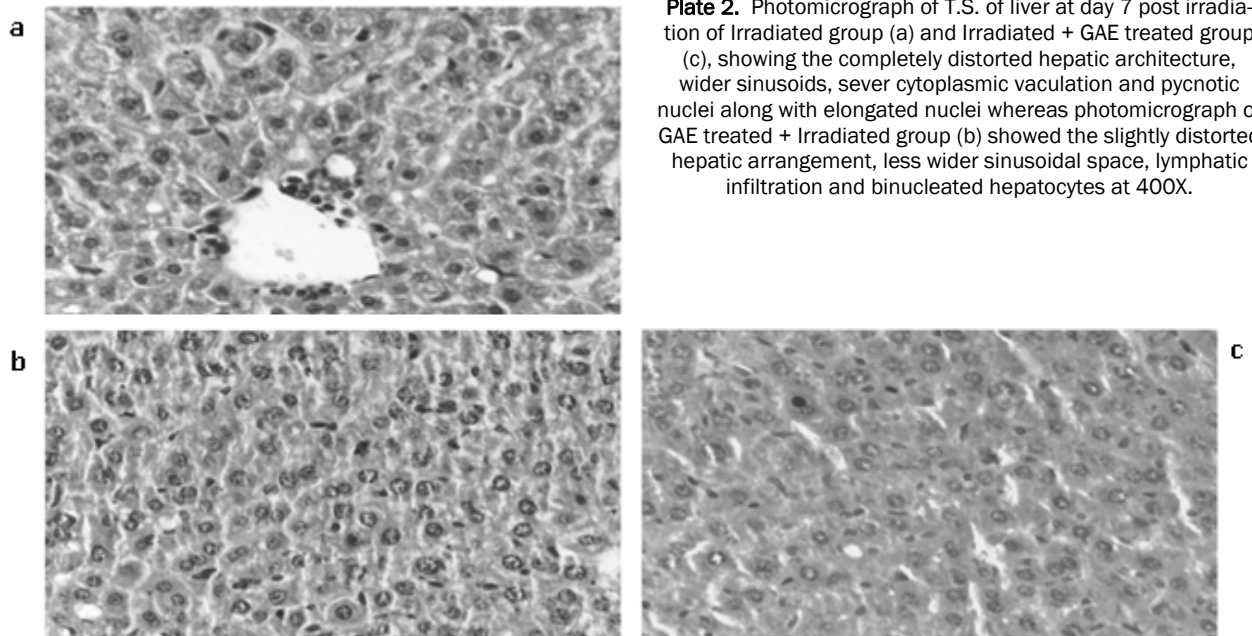 a
Plate 2. Photomicrograph of T.S. of liver at day 7 post irradia-
tion of Irradiated group (a) and Irradiated + GAE treated group
(c), showing the completely distorted hepatic architecture,
wider sinusoids, sever cytoplasmic vaculation and pycnotic
nuclei along with elongated nuclei whereas photomicrograph o
GAE treated + Irradiated group (b) showed the slightly distorted
hepatic arrangement, less wider sinusoidal space, lymphatic
infiltration and binucleated hepatocytes at 400X.
b
c